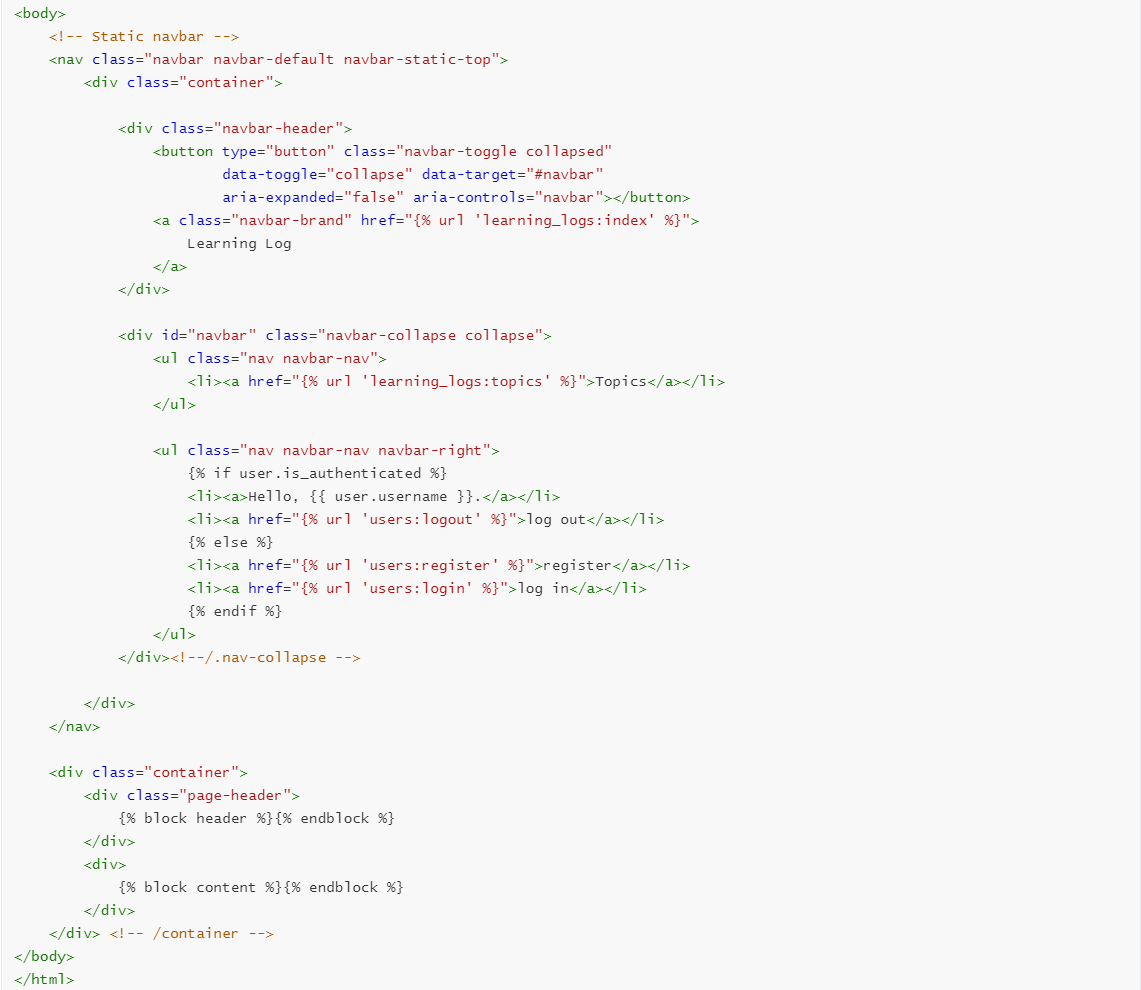 <body>
    <!-- Static navbar -->
    <nav class="navbar navbar-default navbar-static-top">
        <div class="container">

            <div class="navbar-header">
                <button type="button" class="navbar-toggle collapsed"
                        data-toggle="collapse" data-target="#navbar"
                        aria-expanded="false" aria-controls="navbar"></button>
                <a class="navbar-brand" href="{% url 'learning_logs:index' %}">
                    Learning Log
                </a>
            </div>

            <div id="navbar" class="navbar-collapse collapse">
                <ul class="nav navbar-nav">
                    <li><a href="{% url 'learning_logs:topics' %}">Topics</a></li>
                </ul>

                <ul class="nav navbar-nav navbar-right">
                    {% if user.is_authenticated %}
                    <li><a>Hello, {{ user.username }}.</a></li>
                    <li><a href="{% url 'users:logout' %}">log out</a></li>
                    {% else %}
                    <li><a href="{% url 'users:register' %}">register</a></li>
                    <li><a href="{% url 'users:login' %}">log in</a></li>
                    {% endif %}
                </ul>
            </div><!--/.nav-collapse -->

        </div>
    </nav>

    <div class="container">
        <div class="page-header">
            {% block header %}{% endblock %}
        </div>
        <div>
            {% block content %}{% endblock %}
        </div>
    </div> <!-- /container -->
</body>
</html>